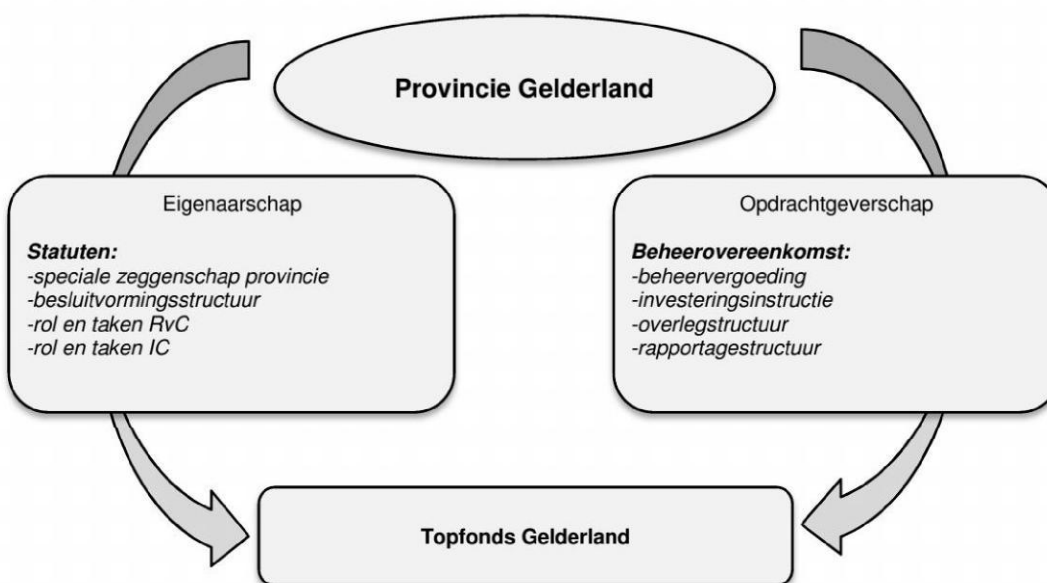 Provincie Gelderland
Eigenaarschap
Statuten:
-speciale zeggenschap provincie
-besluitvormingsstructuur
-rol en taken RvC
-rol en taken IC
Opdrachtgeverschap
Beheerovereenkomst:
-beheervergoeding
-investeringsinstructie
-overlegstructuur
-rapportagestructuur
Topfonds Gelderland